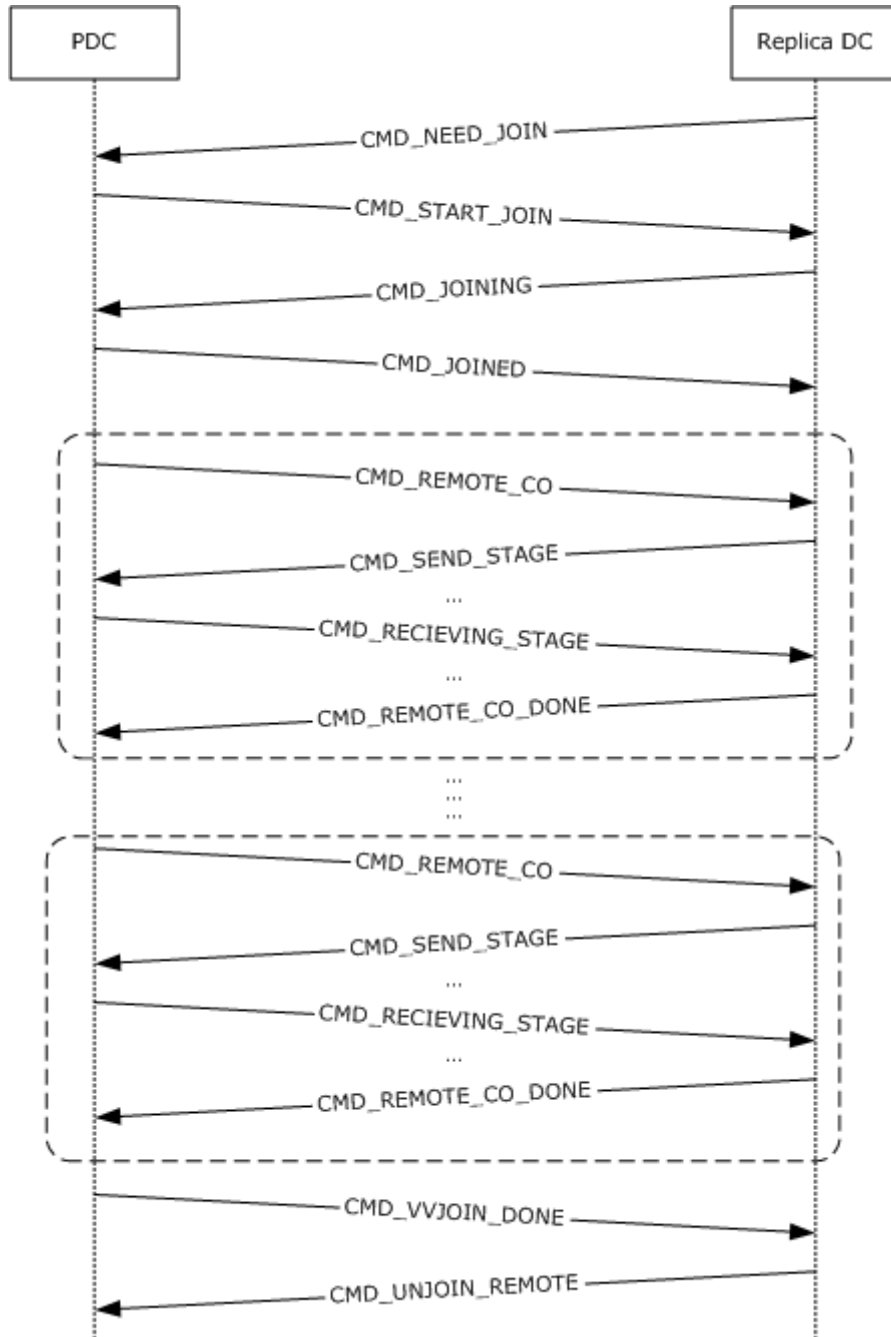 PDC
Replica DC
CMD_NEED_JOIN
CMD_START_JOIN
CMD_JOINING
CMD_JOINED
CMD_REMOTE_CO
CMD_SEND_STAGE
...
CMD_RECIEVING_STAGE
...
CMD_REMOTE_CO_DONE
...
...
...
CMD_REMOTE_CO
CMD_SEND_STAGE
...
CMD_RECIEVING_STAGE
...
CMD_REMOTE_CO_DONE
CMD_VVJOIN_DONE
CMD_UNJOIN_REMOTE